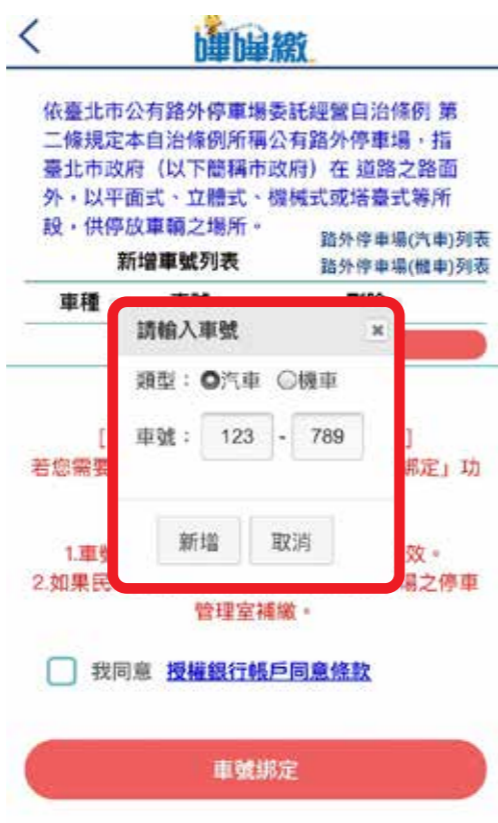 嗶嗶繳
依臺北市公有路外停車場委託經營自治條例 第
二條規定本自治條例所稱公有路外停車場，指
臺北市政府（以下簡稱市政府）在 道路之路面
外，以平面式、立體式、機械式或塔臺式等所
設，供停放車輛之場所。
路外停車場(汽車)列表
新增車號列表
路外停車場(機車)列表
車種
請輸入車號
類型：汽車 機車
車號： 123 - 789
[ ]
若您需要 綁定」功
新增 取消
1.車號 效。
2.如果民 場之停車
管理室補繳。
我同意 授權銀行帳戶同意條款
車號綁定